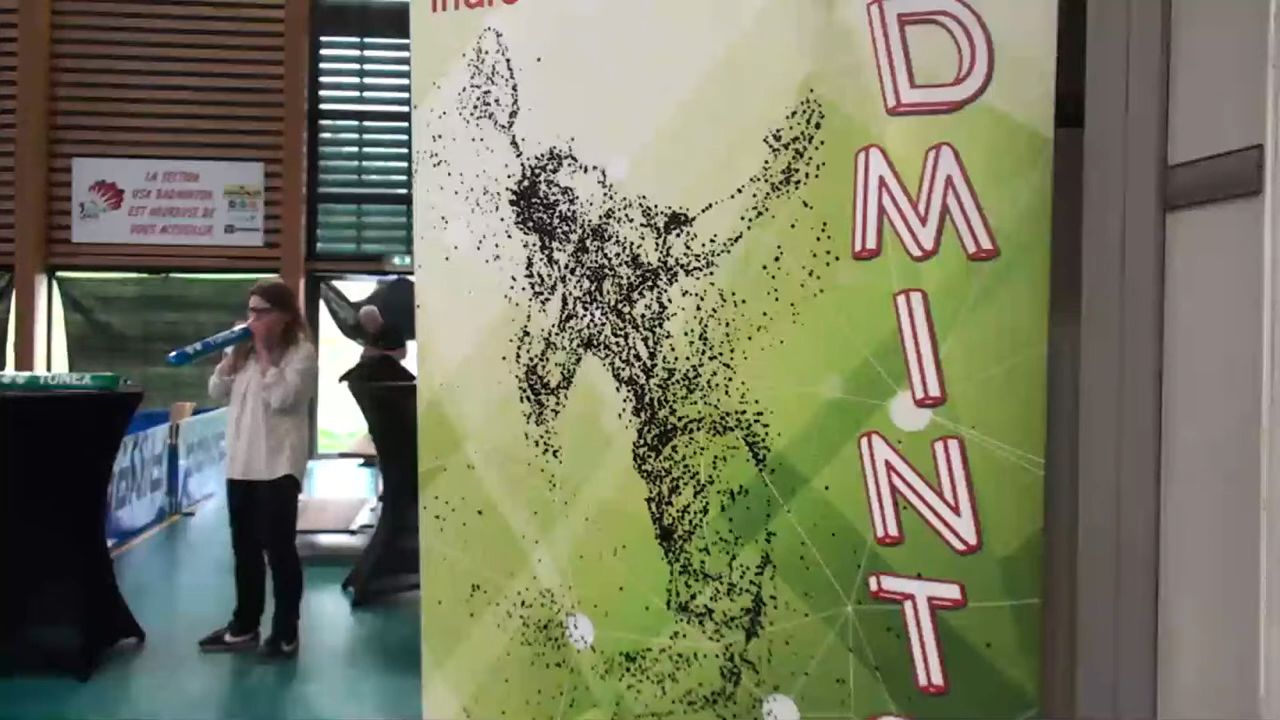 LA SECTION
USA BADMINTON
EST HEUREUSE DE
VOUS ACCUEILLIR
YONEX
DMINT